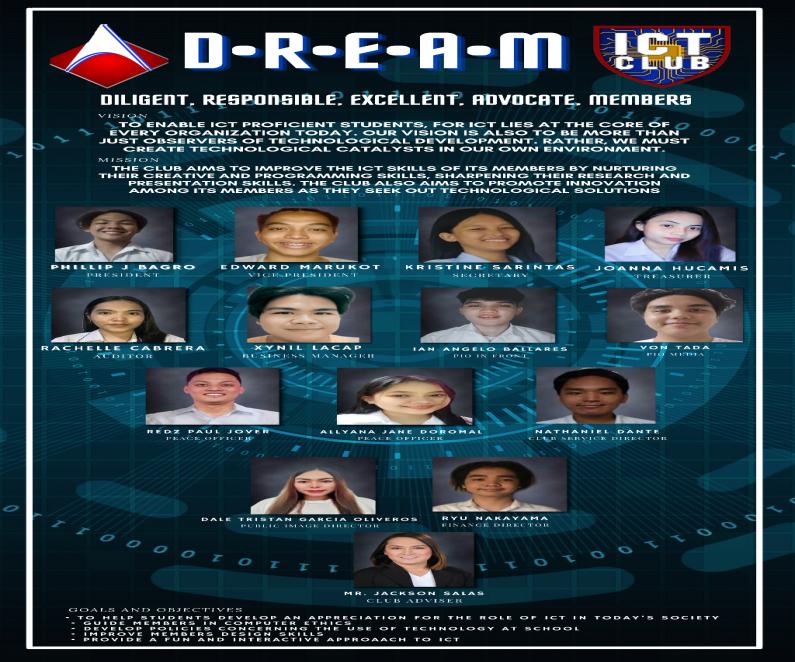 D•R•E•A•M
ICT
CLUB
DILIGENT. RESPONSIBLE. EXCELLENT. ADVOCATE. MEMBERS
VISION
TO ENABLE ICT PROFICIENT STUDENTS, FOR ICT LIES AT THE CORE OF
EVERY ORGANIZATION TODAY. OUR VISION IS ALSO TO BE MORE THAN
JUST OBSERVERS OF TECHNOLOGICAL DEVELOPMENT. RATHER, WE MUST
CREATE TECHNOLOGICAL CATALYSTS IN OUR OWN ENVIRONMENT.
MISSION
THE CLUB AIMS TO IMPROVE THE ICT SKILLS OF ITS MEMBERS BY NURTURING
THEIR CREATIVE AND PROGRAMMING SKILLS, SHARPENING THEIR RESEARCH AND
PRESENTATION SKILLS. THE CLUB ALSO AIMS TO PROMOTE INNOVATION
AMONG ITS MEMBERS AS THEY SEEK OUT TECHNOLOGICAL SOLUTIONS
PHILLIP J BAGRO
PRESIDENT
EDWARD MARUKOT
VICE-PRESIDENT
KRISTINE SARINTAS
SECRETARY
JOANNA HUCAMIS
TREASURER
RACHELLE CABRERA
AUDITOR
XYNIL LACAP
BUSINESS MANAGER
IAN ANGELO BALLARES
PIO IN FRONT
VON TADA
PIO MEDIA
REDZ PAUL JOVER
PEACE OFFICER
ALLYANA JANE DOROMAL
PEACE OFFICER
NATHANIEL DANTE
CLUB SERVICE DIRECTOR
DALE TRISTAN GARCIA OLIVEROS
PUBLIC IMAGE DIRECTOR
RYU NAKAYAMA
FINANCE DIRECTOR
MR. JACKSON SALAS
CLUB ADVISER
GOALS AND OBJECTIVES
• TO HELP STUDENTS DEVELOP AN APPRECIATION FOR THE ROLE OF ICT IN TODAY'S SOCIETY
• GUIDE MEMBERS IN COMPUTER ETHICS
• DEVELOP POLICIES CONCERNING THE USE OF TECHNOLOGY AT SCHOOL
• IMPROVE MEMBERS DESIGN SKILLS
• PROVIDE A FUN AND INTERACTIVE APPROAACH TO ICT